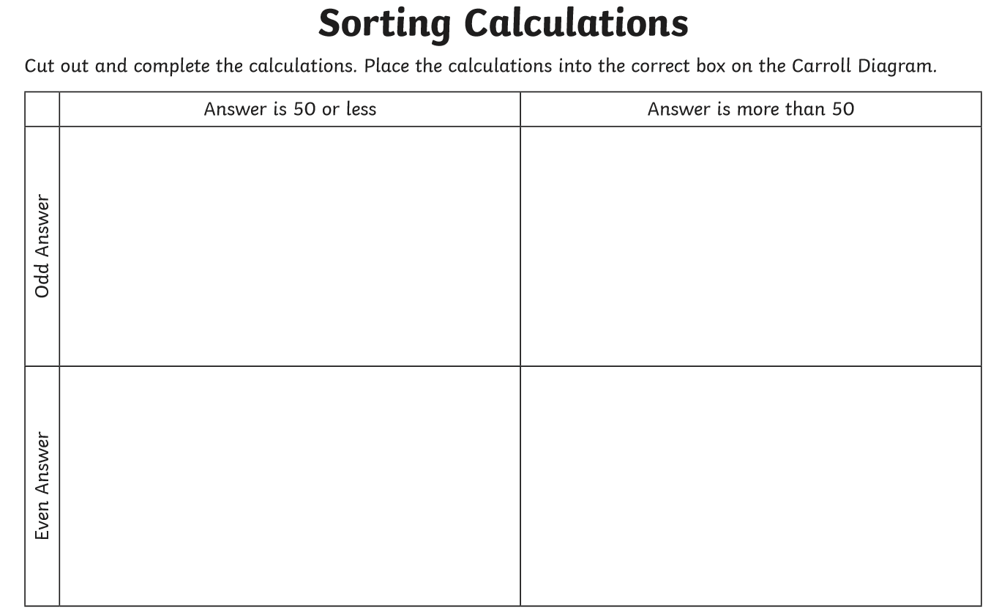 Sorting Calculations
Cut out and complete the calculations. Place the calculations into the correct box on the Carroll Diagram.
Answer is 50 or less
Answer is more than 50
Odd Answer
Even Answer